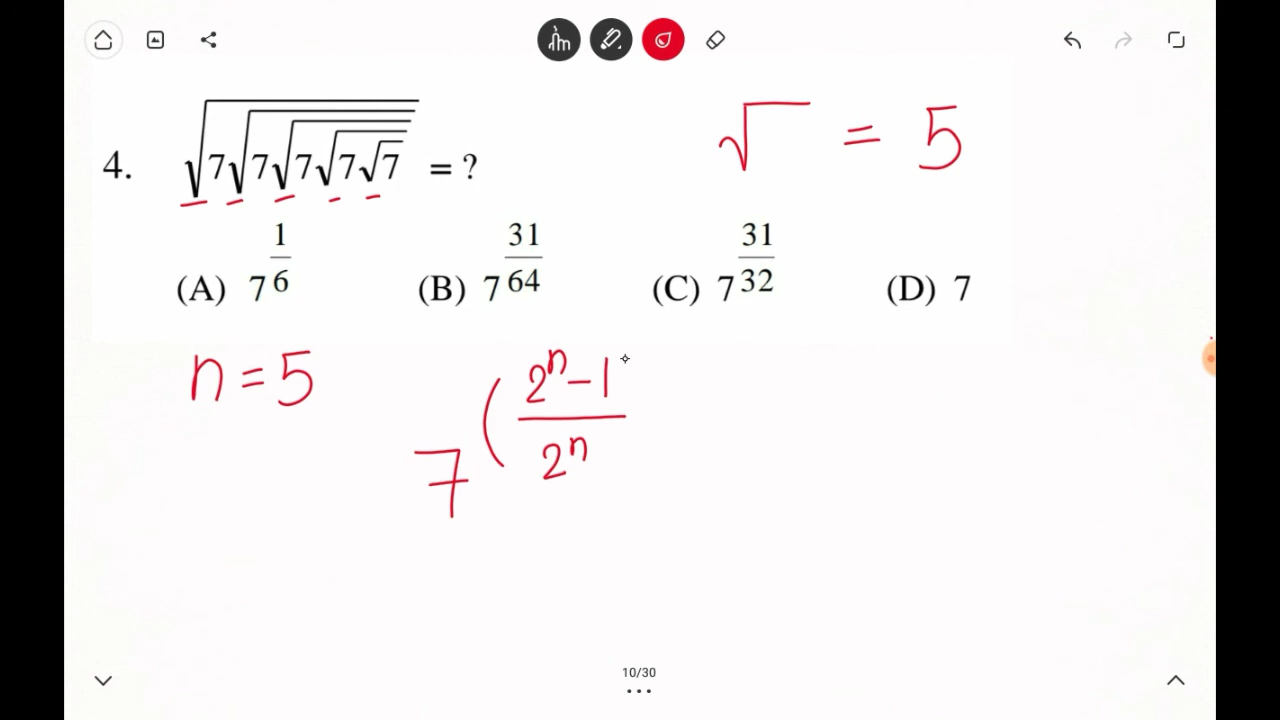 4. √(7√(7√(7√(7√7)))) = ?
√ = 5
(A) 7^(1/6) (B) 7^(31/64) (C) 7^(31/32) (D) 7
n = 5
7^((2^n - 1)/2^n
10/30